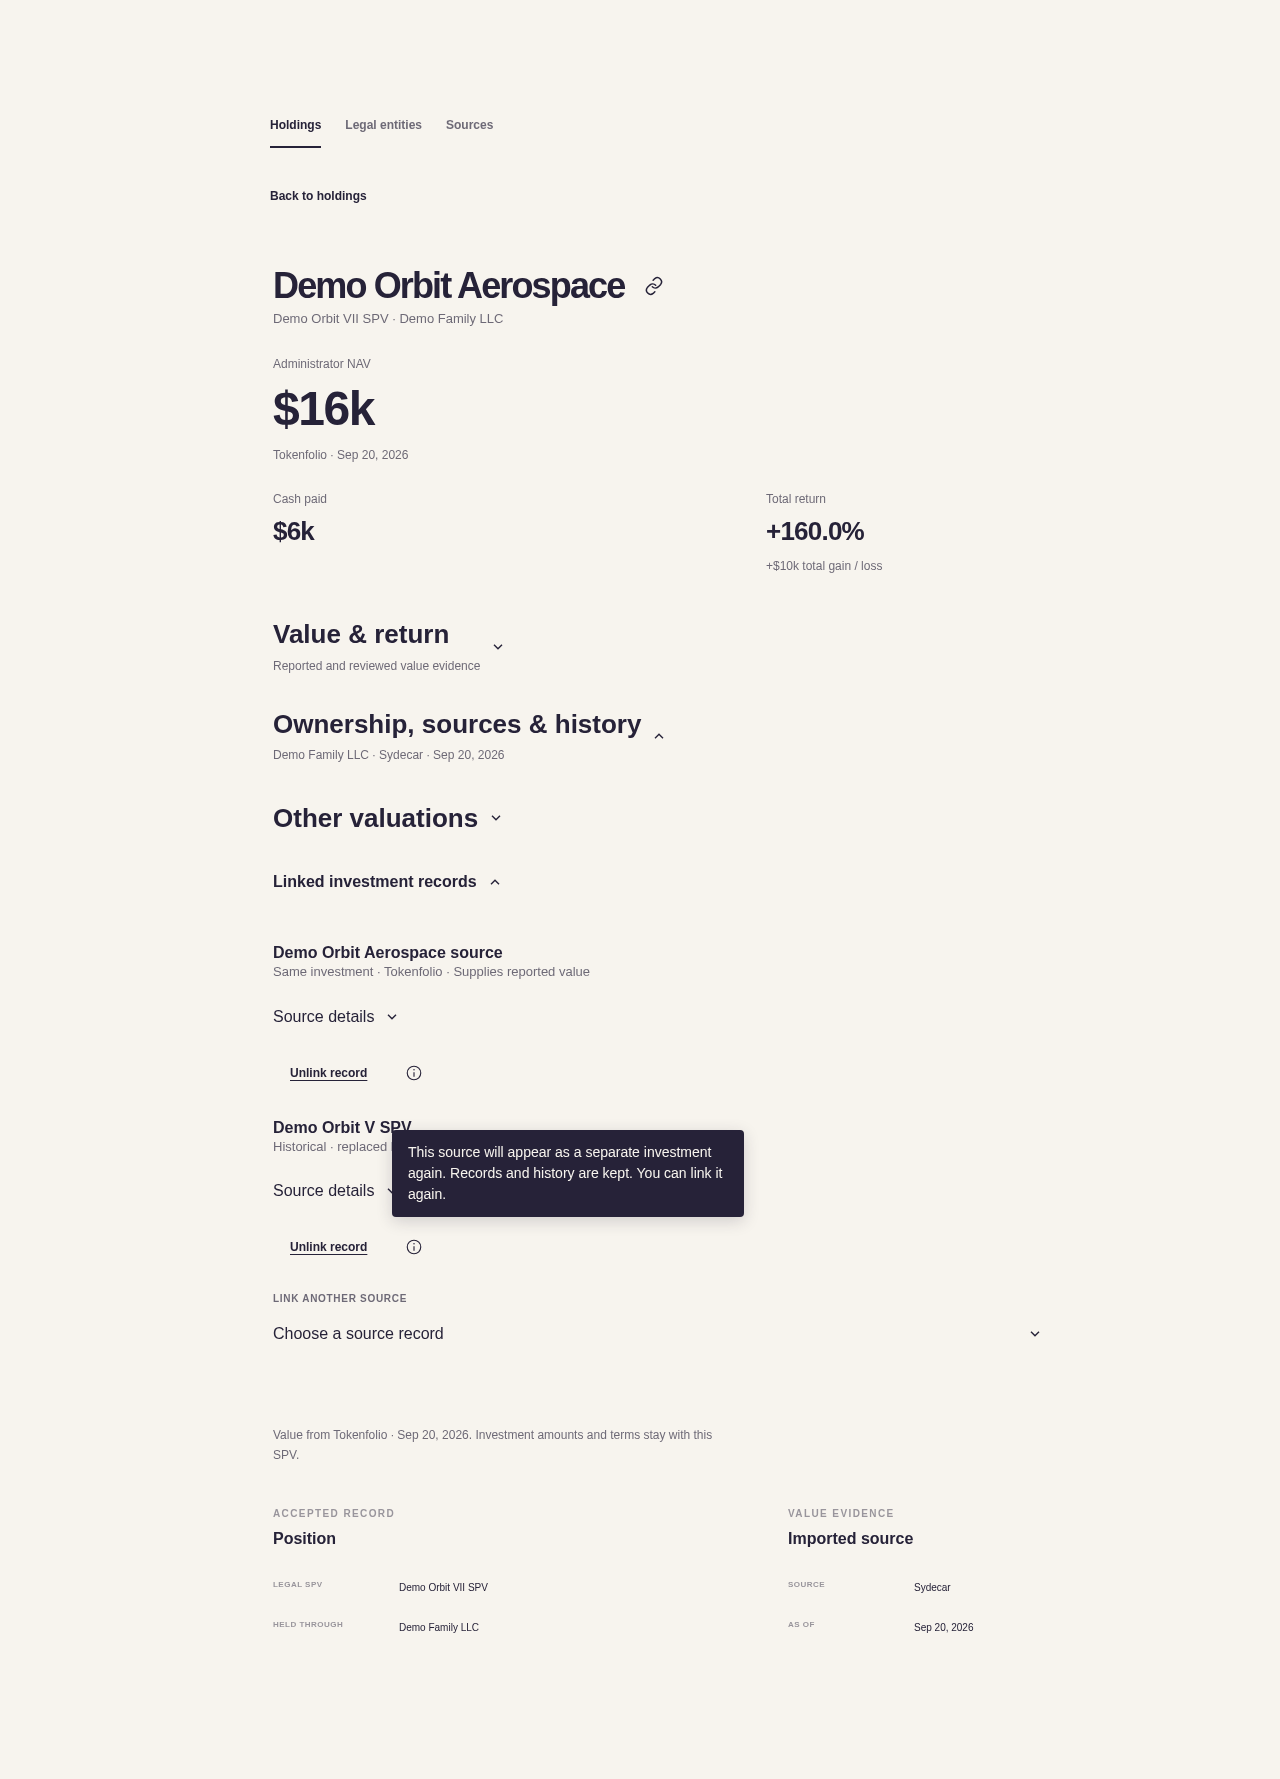 Holdings
Legal entities
Sources
Back to holdings
Demo Orbit Aerospace
Demo Orbit VII SPV · Demo Family LLC
Administrator NAV
$16k
Tokenfolio · Sep 20, 2026
Cash paid
$6k
Total return
+160.0%
+$10k total gain / loss
Value & return
Reported and reviewed value evidence
Ownership, sources & history
Demo Family LLC · Sydecar · Sep 20, 2026
Other valuations
Linked investment records
Demo Orbit Aerospace source
Same investment · Tokenfolio · Supplies reported value
Source details
Unlink record
Demo Orbit V SPV
Historical · replaced
This source will appear as a separate investment
again. Records and history are kept. You can link it
again.
Source details
Unlink record
LINK ANOTHER SOURCE
Choose a source record
Value from Tokenfolio · Sep 20, 2026. Investment amounts and terms stay with this
SPV.
ACCEPTED RECORD
Position
LEGAL SPV
Demo Orbit VII SPV
HELD THROUGH
Demo Family LLC
VALUE EVIDENCE
Imported source
SOURCE
Sydecar
AS OF
Sep 20, 2026